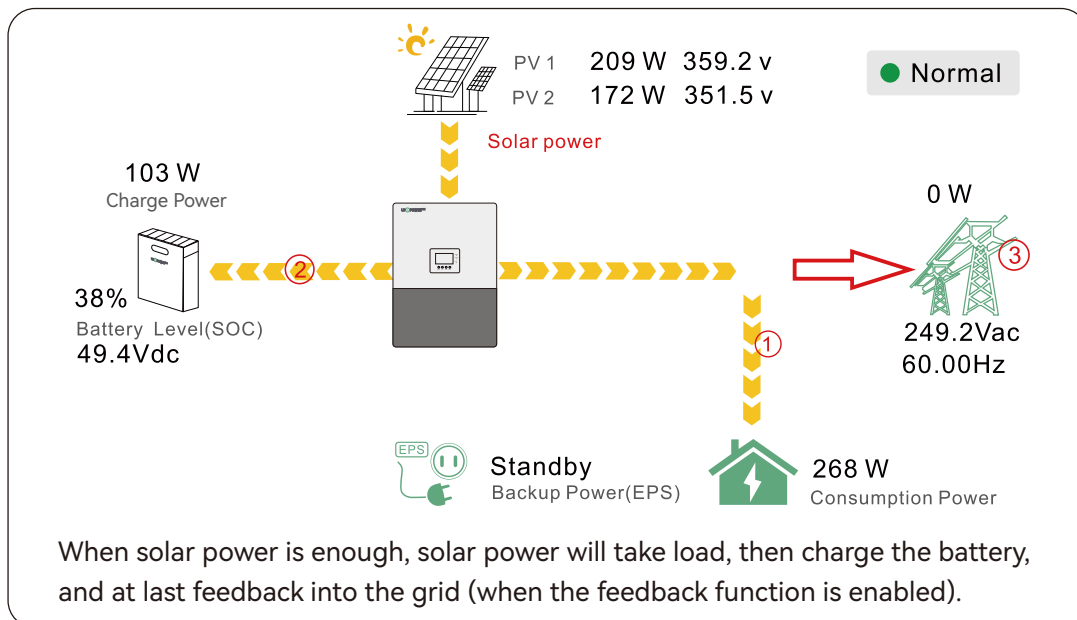 PV 1 209 W 359.2 v
PV 2 172 W 351.5 v
Normal
Solar power
103 W
Charge Power
0 W
②
③
38%
Battery Level(SOC)
49.4Vdc
249.2Vac
60.00Hz
①
EPS
Standby
Backup Power(EPS)
268 W
Consumption Power
When solar power is enough, solar power will take load, then charge the battery,
and at last feedback into the grid (when the feedback function is enabled).